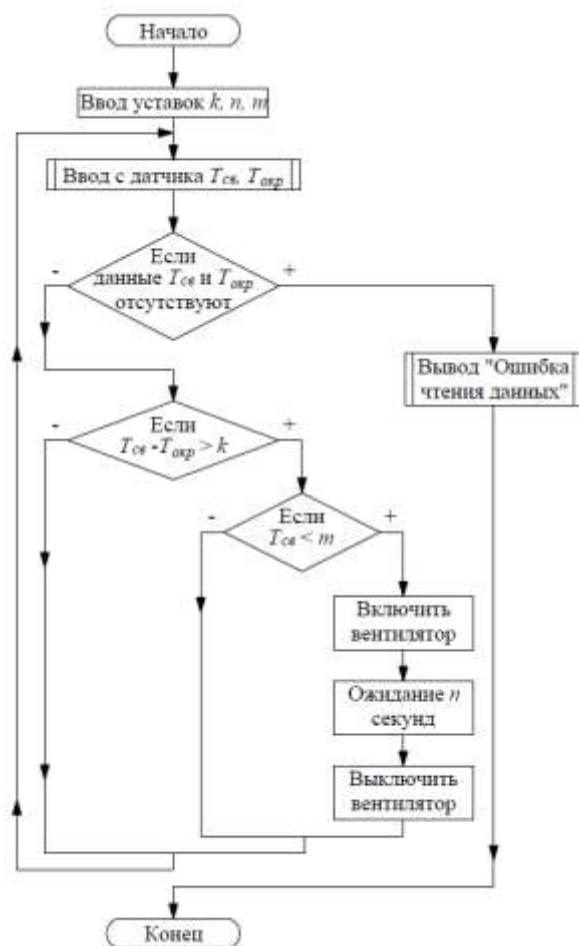 Начало
Ввод уставок k, n, m
Ввод с датчика Tсв, Tокр
Если
данные Tсв и Tокр
отсутствуют
-
+
Вывод "Ошибка
чтения данных"
Если
Tсв -Tокр > k
-
+
Если
Tсв < m
-
+
Включить
вентилятор
Ожидание n
секунд
Выключить
вентилятор
Конец